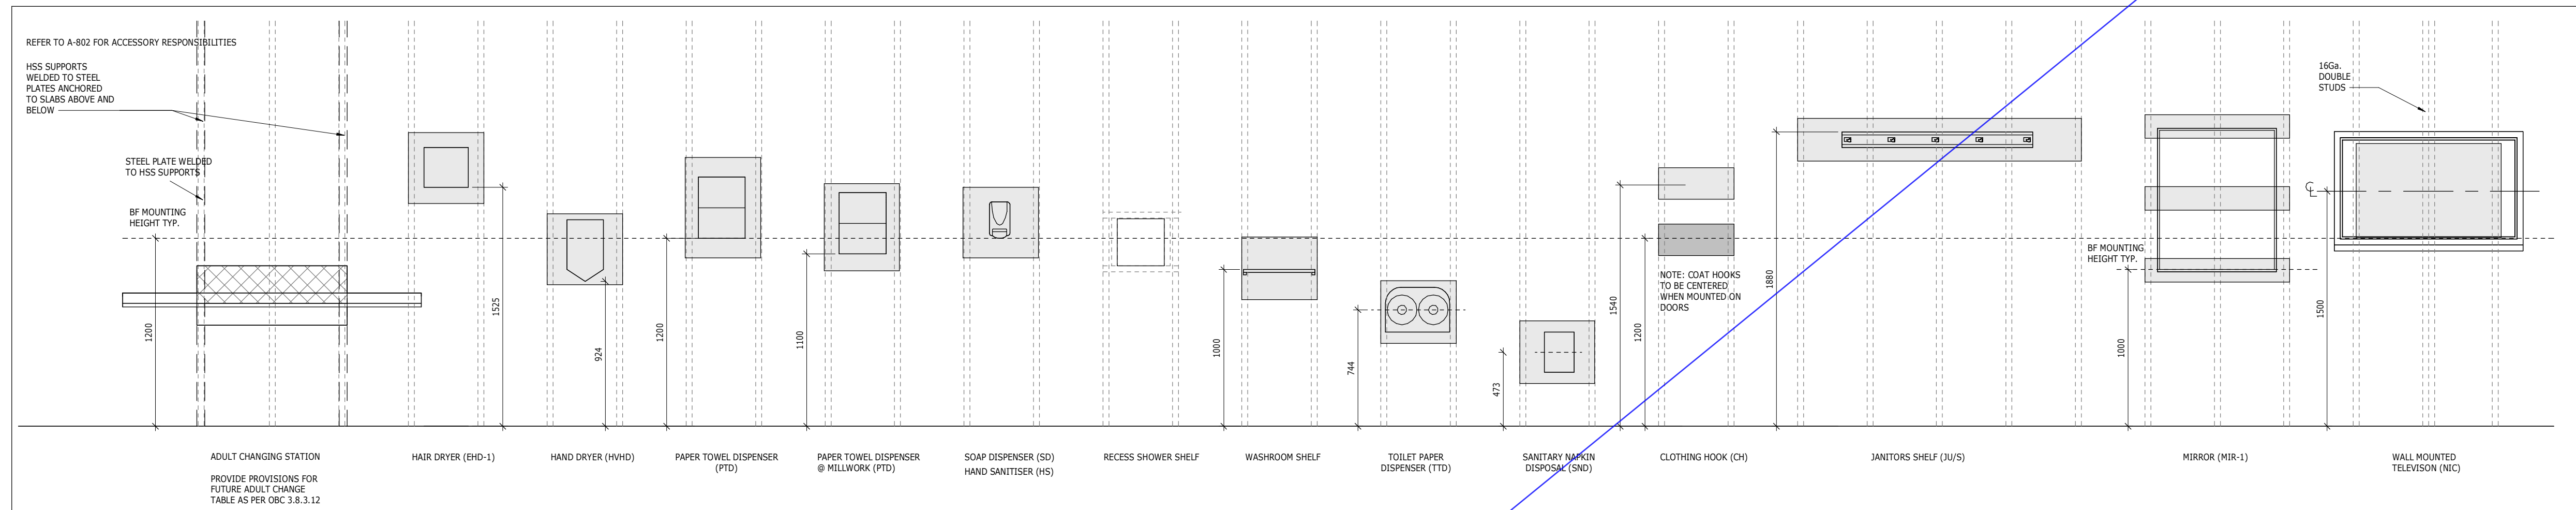 REFER TO A-802 FOR ACCESSORY RESPONSIBILITIES
HSS SUPPORTS
WELDED TO STEEL
PLATES ANCHORED
TO SLABS ABOVE AND
BELOW
STEEL PLATE WELDED
TO HSS SUPPORTS
BF MOUNTING
HEIGHT TYP.
1200
1525
924
1200
1100
1000
744
473
1540
1200
NOTE: COAT HOOKS
TO BE CENTERED
WHEN MOUNTED ON
DOORS
1880
BF MOUNTING
HEIGHT TYP.
1000
16Ga.
DOUBLE
STUDS
1500
ADULT CHANGING STATION
PROVIDE PROVISIONS FOR
FUTURE ADULT CHANGE
TABLE AS PER OBC 3.8.3.12
HAIR DRYER (EHD-1)
HAND DRYER (HVHD)
PAPER TOWEL DISPENSER
(PTD)
PAPER TOWEL DISPENSER
@ MILLWORK (PTD)
SOAP DISPENSER (SD)
HAND SANITISER (HS)
RECESS SHOWER SHELF
WASHROOM SHELF
TOILET PAPER
DISPENSER (TTD)
SANITARY NAPKIN
DISPOSAL (SND)
CLOTHING HOOK (CH)
JANITORS SHELF (JU/S)
MIRROR (MIR-1)
WALL MOUNTED
TELEVISON (NIC)